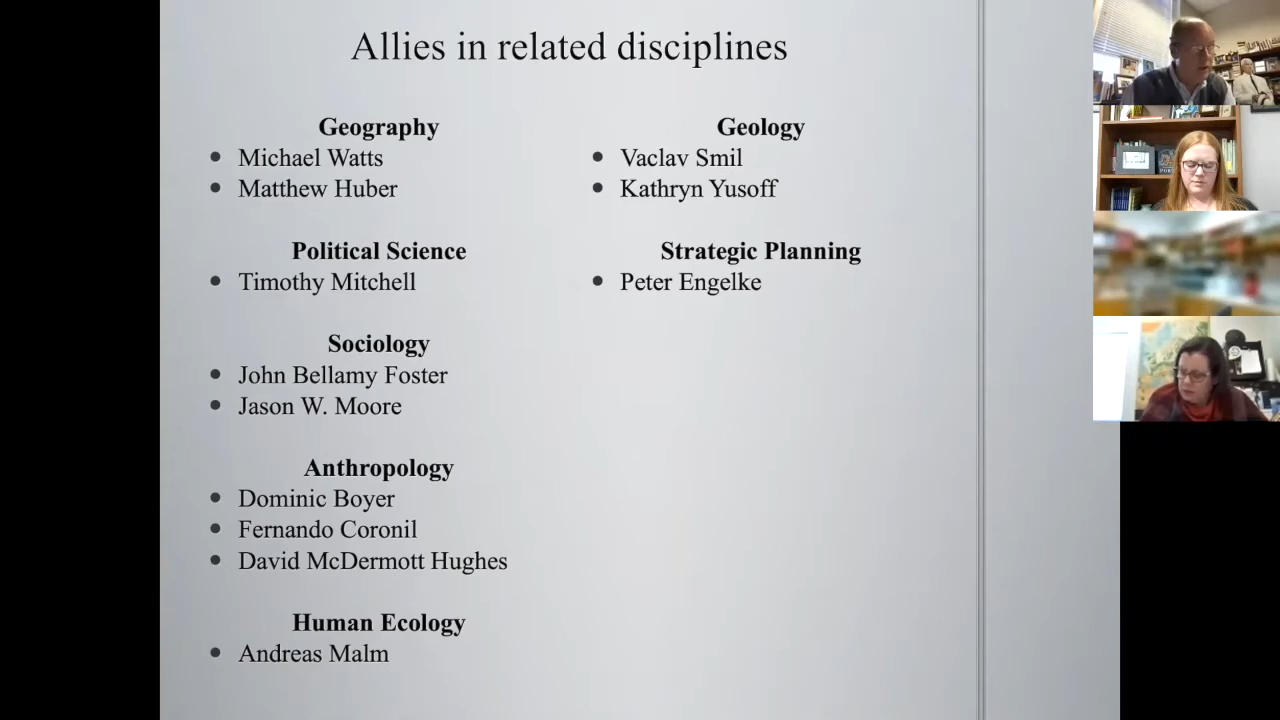 Allies in related disciplines
Geography
• Michael Watts
• Matthew Huber
Political Science
• Timothy Mitchell
Sociology
• John Bellamy Foster
• Jason W. Moore
Anthropology
• Dominic Boyer
• Fernando Coronil
• David McDermott Hughes
Human Ecology
• Andreas Malm
Geology
• Vaclav Smil
• Kathryn Yusoff
Strategic Planning
• Peter Engelke